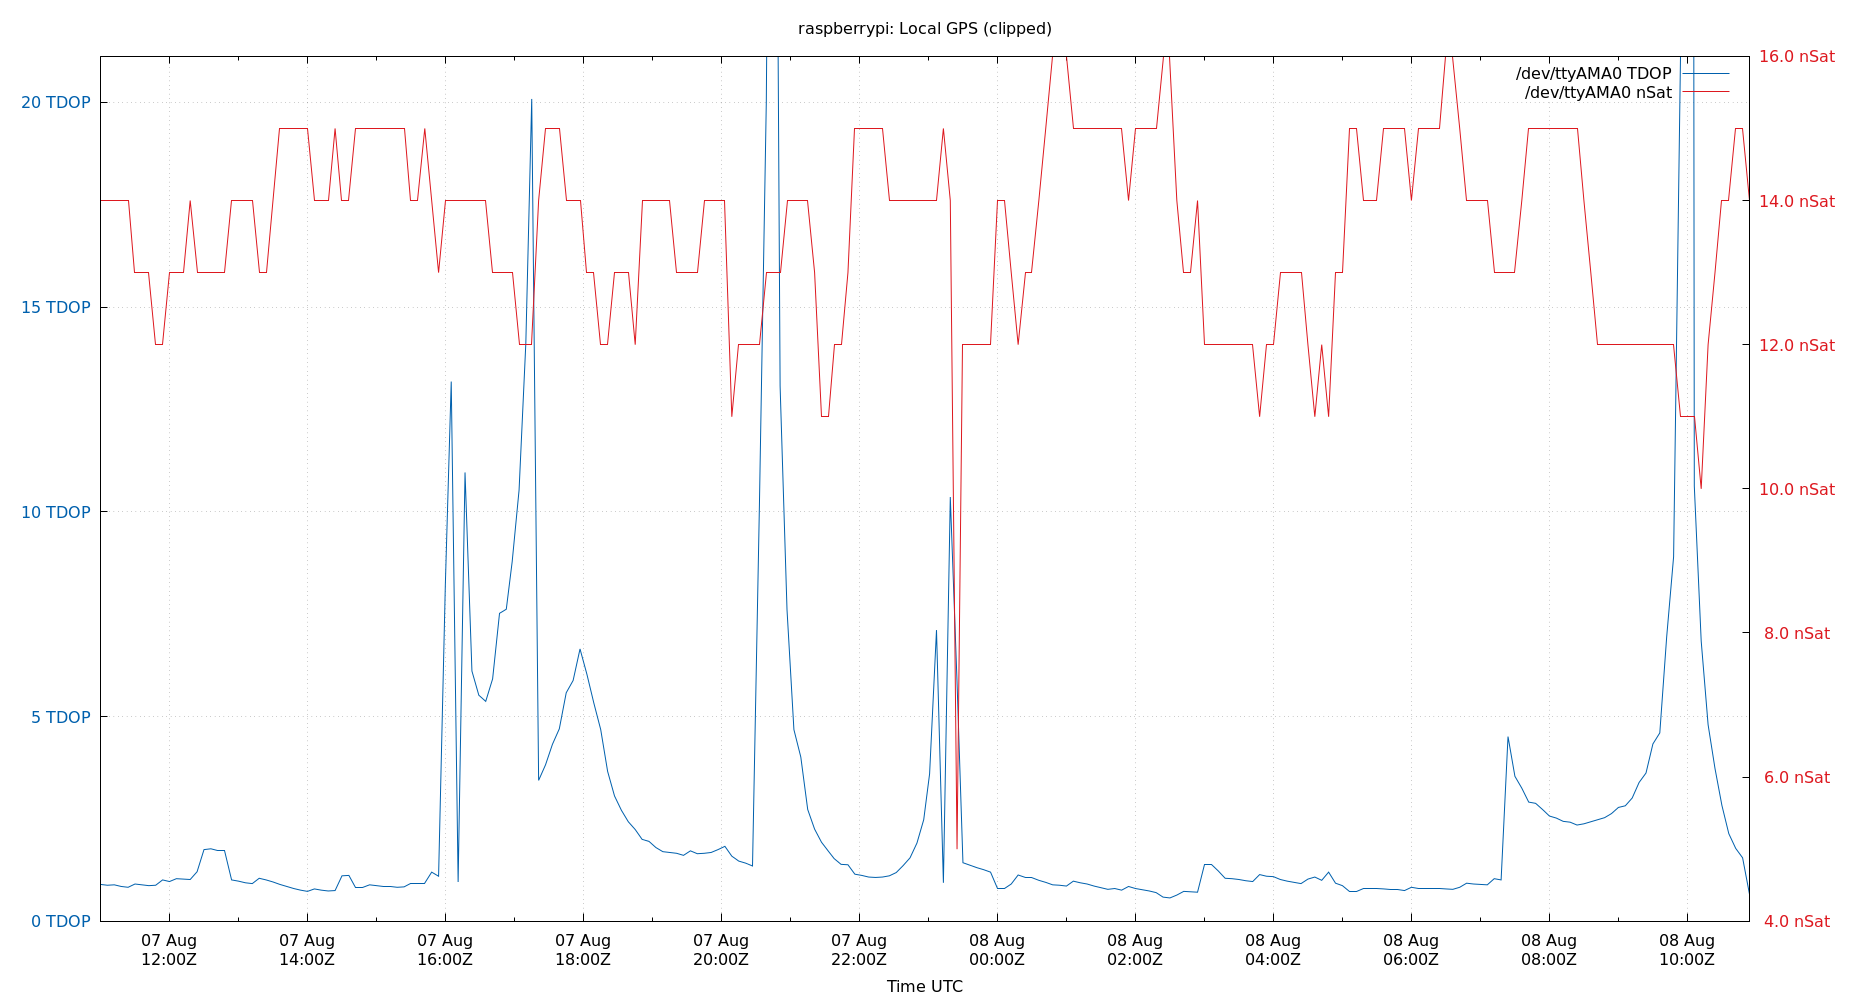 raspberrypi: Local GPS (clipped)
/dev/ttyAMA0 TDOP
/dev/ttyAMA0 nSat
20 TDOP
15 TDOP
10 TDOP
5 TDOP
0 TDOP
16.0 nSat
14.0 nSat
12.0 nSat
10.0 nSat
8.0 nSat
6.0 nSat
4.0 nSat
07 Aug
12:00Z
07 Aug
14:00Z
07 Aug
16:00Z
07 Aug
18:00Z
07 Aug
20:00Z
07 Aug
22:00Z
08 Aug
00:00Z
08 Aug
02:00Z
08 Aug
04:00Z
08 Aug
06:00Z
08 Aug
08:00Z
08 Aug
10:00Z
Time UTC